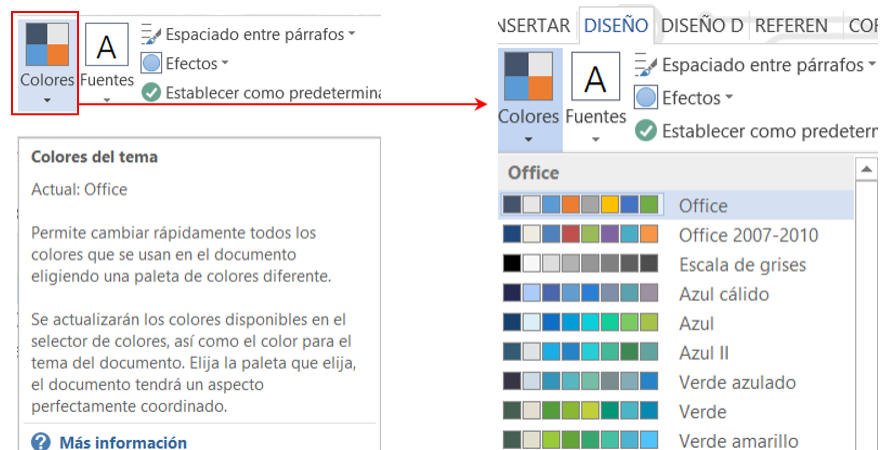 Espaciado entre párrafos
Efectos
Establecer como
Colores Fuentes
A
Colores del tema
Actual: Office
Permite cambiar rápidamente todos los
colores que se usan en el documento
eligiendo una paleta de colores diferente.
Se actualizarán los colores disponibles en el
selector de colores, así como el color para el
tema del documento. Elija la paleta que elija,
el documento tendrá un aspecto
perfectamente coordinado.
? Más información
NSERTAR DISEÑO DISEÑO D REFEREN COR
Espaciado entre párrafos
A
Efectos
Colores Fuentes
Establecer como
Office
Office
Office 2007-2010
Escala de grises
Azul cálido
Azul
Azul II
Verde azulado
Verde
Verde amarillo